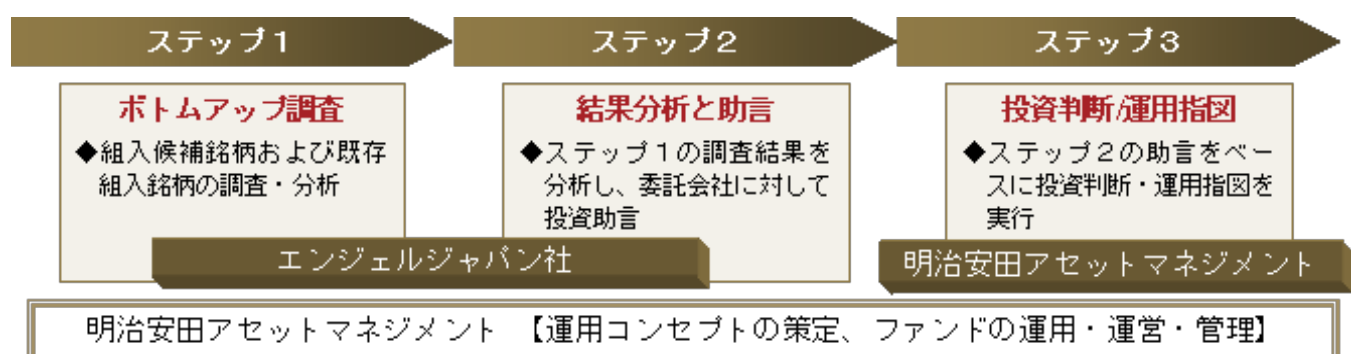 ステップ1
ステップ2
ステップ3
ボトムアップ調査
◆組入候補銘柄および既存
組入銘柄の調査・分析
結果分析と助言
◆ステップ1の調査結果を
分析し、委託会社に対して
投資助言
投資判断/運用指図
◆ステップ2の助言をベー
スに投資判断・運用指図を
実行
エンジェルジャパン社
明治安田アセットマネジメント
明治安田アセットマネジメント 【運用コンセプトの策定、ファンドの運用・運営・管理】